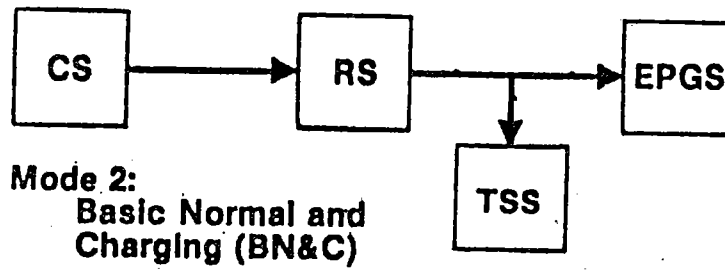 CS
RS
EPGS
TSS
Mode 2:
Basic Normal and
Charging (BN&C)